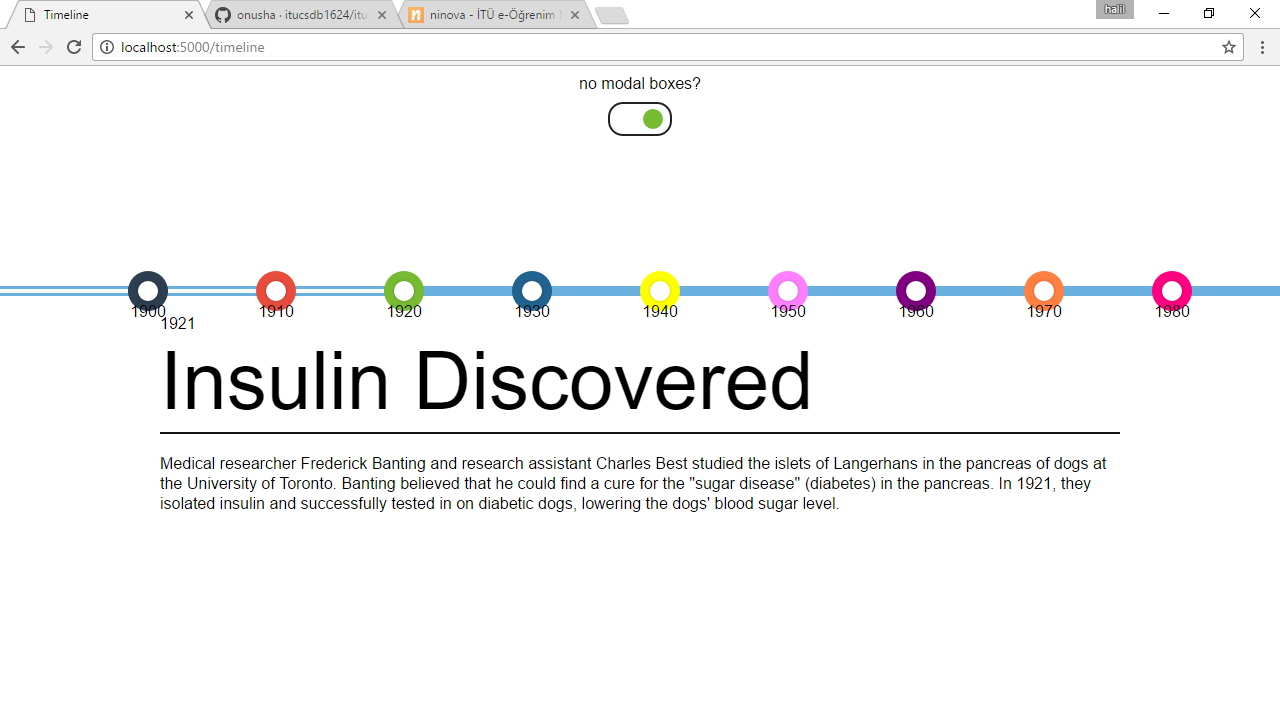 Timeline
onusha · itucsdb1624/itu
ninova - İTÜ e-Öğrenim
halil
localhost:5000/timeline
no modal boxes?
1900 1910 1920 1930 1940 1950 1960 1970 1980
1921
Insulin Discovered
Medical researcher Frederick Banting and research assistant Charles Best studied the islets of Langerhans in the pancreas of dogs at
the University of Toronto. Banting believed that he could find a cure for the "sugar disease" (diabetes) in the pancreas. In 1921, they
isolated insulin and successfully tested in on diabetic dogs, lowering the dogs' blood sugar level.